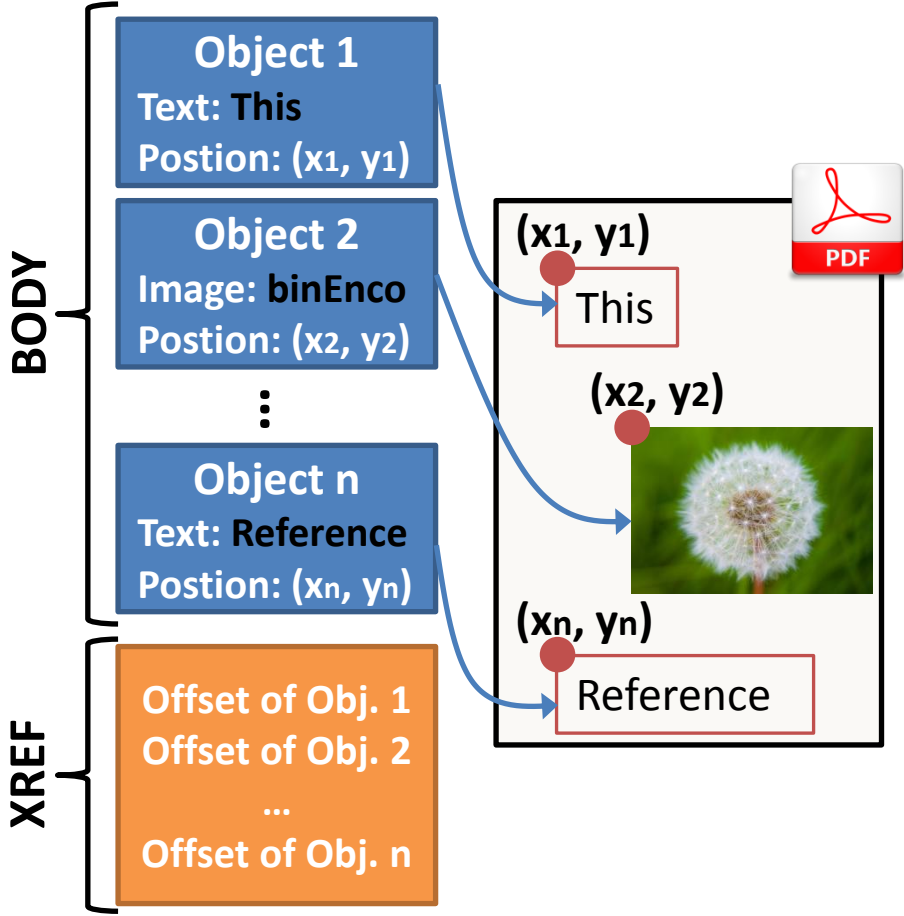 BODY
Object 1
Text: This
Postion: (x1, y1)
Object 2
Image: binEnco
Postion: (x2, y2)
⋮
Object n
Text: Reference
Postion: (xn, yn)
XREF
Offset of Obj. 1
Offset of Obj. 2
...
Offset of Obj. n
PDF
(x1, y1)
This
(x2, y2)
(xn, yn)
Reference